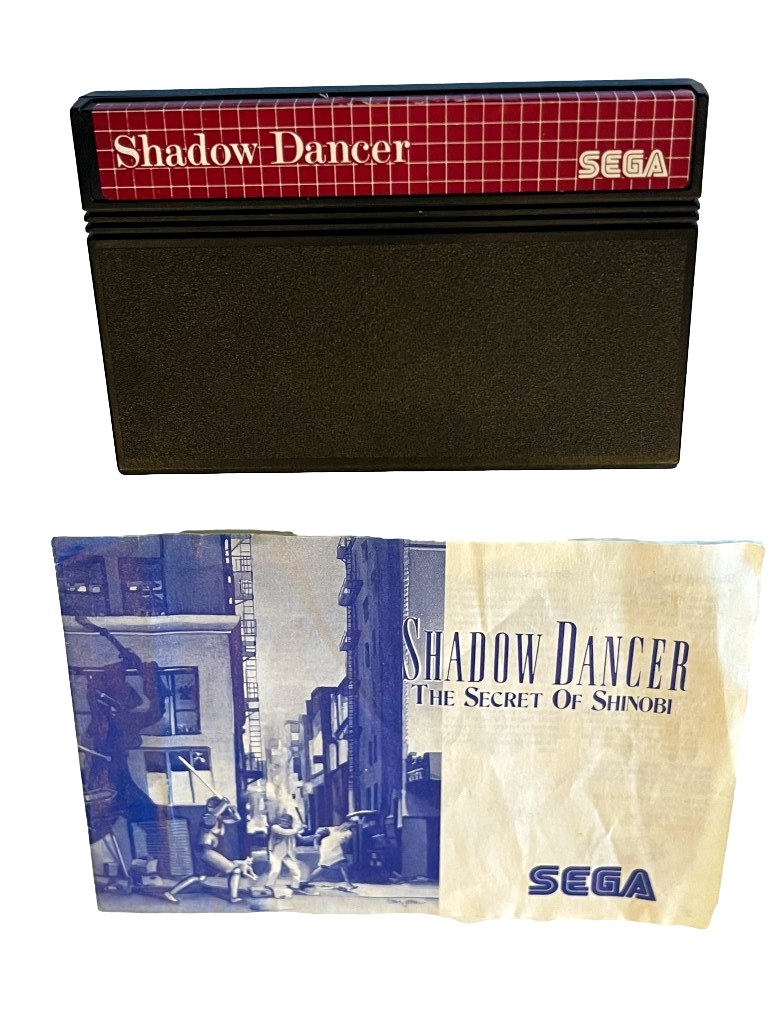 Shadow Dancer
SEGA
SHADOW DANCER
THE SECRET OF SHINOBI
SEGA